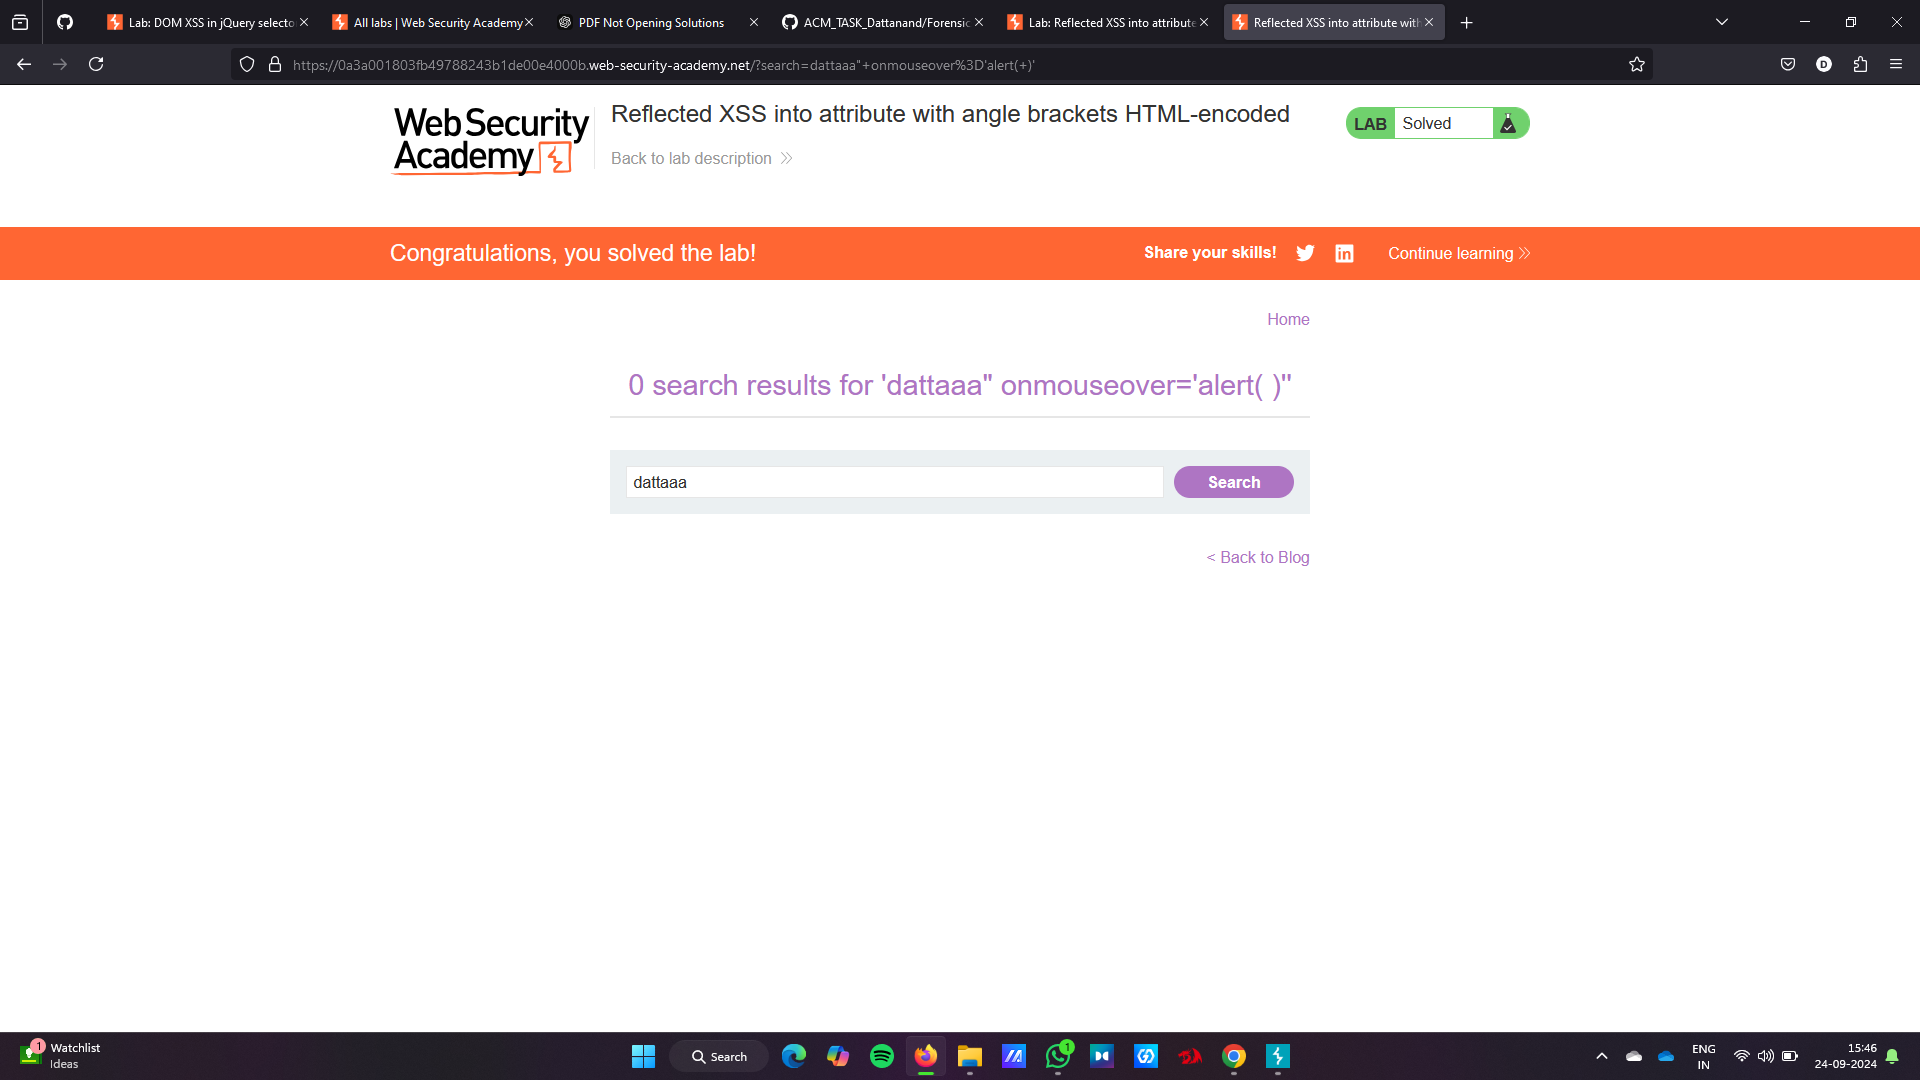 Lab: DOM XSS in jQuery selecto
All labs | Web Security Academy
PDF Not Opening Solutions
ACM_TASK_Dattanand/Forensic
Lab: Reflected XSS into attribute
Reflected XSS into attribute with
https://0a3a001803fb49788243b1de00e4000b.web-security-academy.net/?search=dattaaa"+onmouseover%3D'alert(+)'
D
WebSecurity
Academy
Reflected XSS into attribute with angle brackets HTML-encoded
Back to lab description
LAB Solved
Congratulations, you solved the lab!
Share your skills!
Continue learning
Home
0 search results for 'dattaaa" onmouseover='alert( )''
dattaaa
Search
< Back to Blog
1
Watchlist
Ideas
Search
1
ENG
IN
15:46
24-09-2024